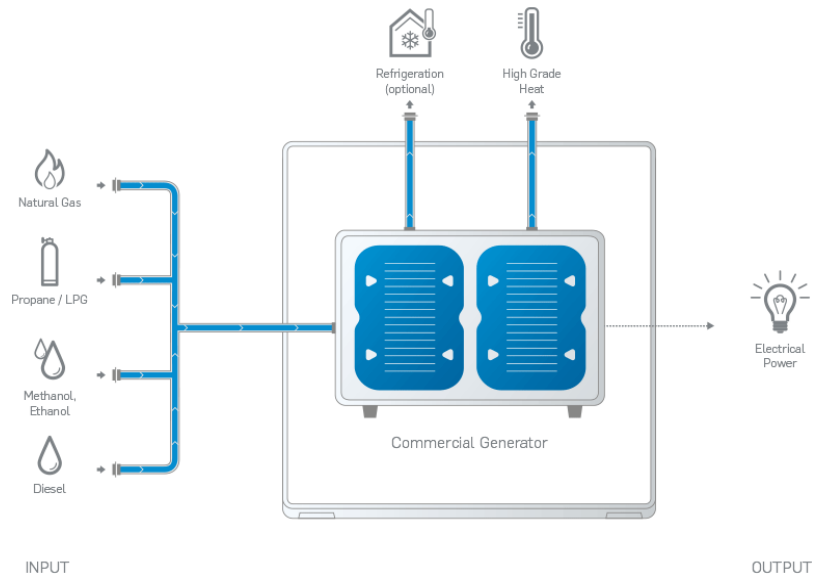 Refrigeration
(optional)
High Grade
Heat
Natural Gas
Propane / LPG
Methanol,
Ethanol
Diesel
Commercial Generator
Electrical
Power
INPUT
OUTPUT